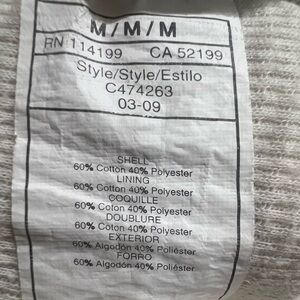 M/M/M
RN 114199 CA 52199
Style/Style/Estilo
C474263
03-09
SHELL
60% Cotton 40% Polyester
LINING
60% Cotton 40% Polyester
COQUILLE
60% Coton 40% Polyester
DOUBLURE
60% Coton 40% Polyester
EXTERIOR
60% Algodón 40% Poliéster
FORRO
60% Algodón 40% Poliéster